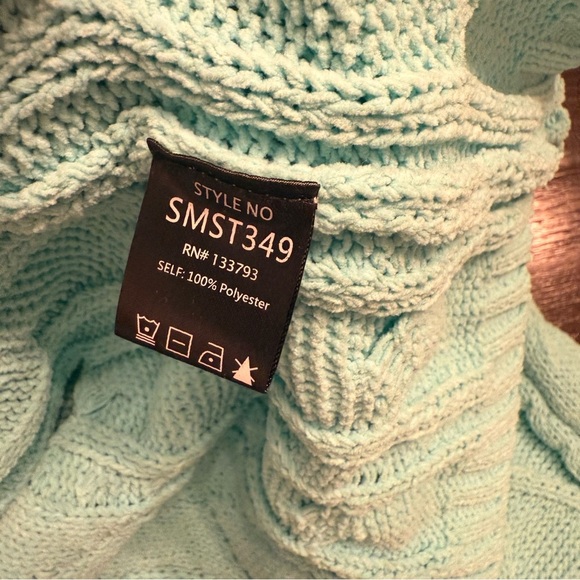 STYLE NO
SMST349
RN# 133793
SELF: 100% Polyester